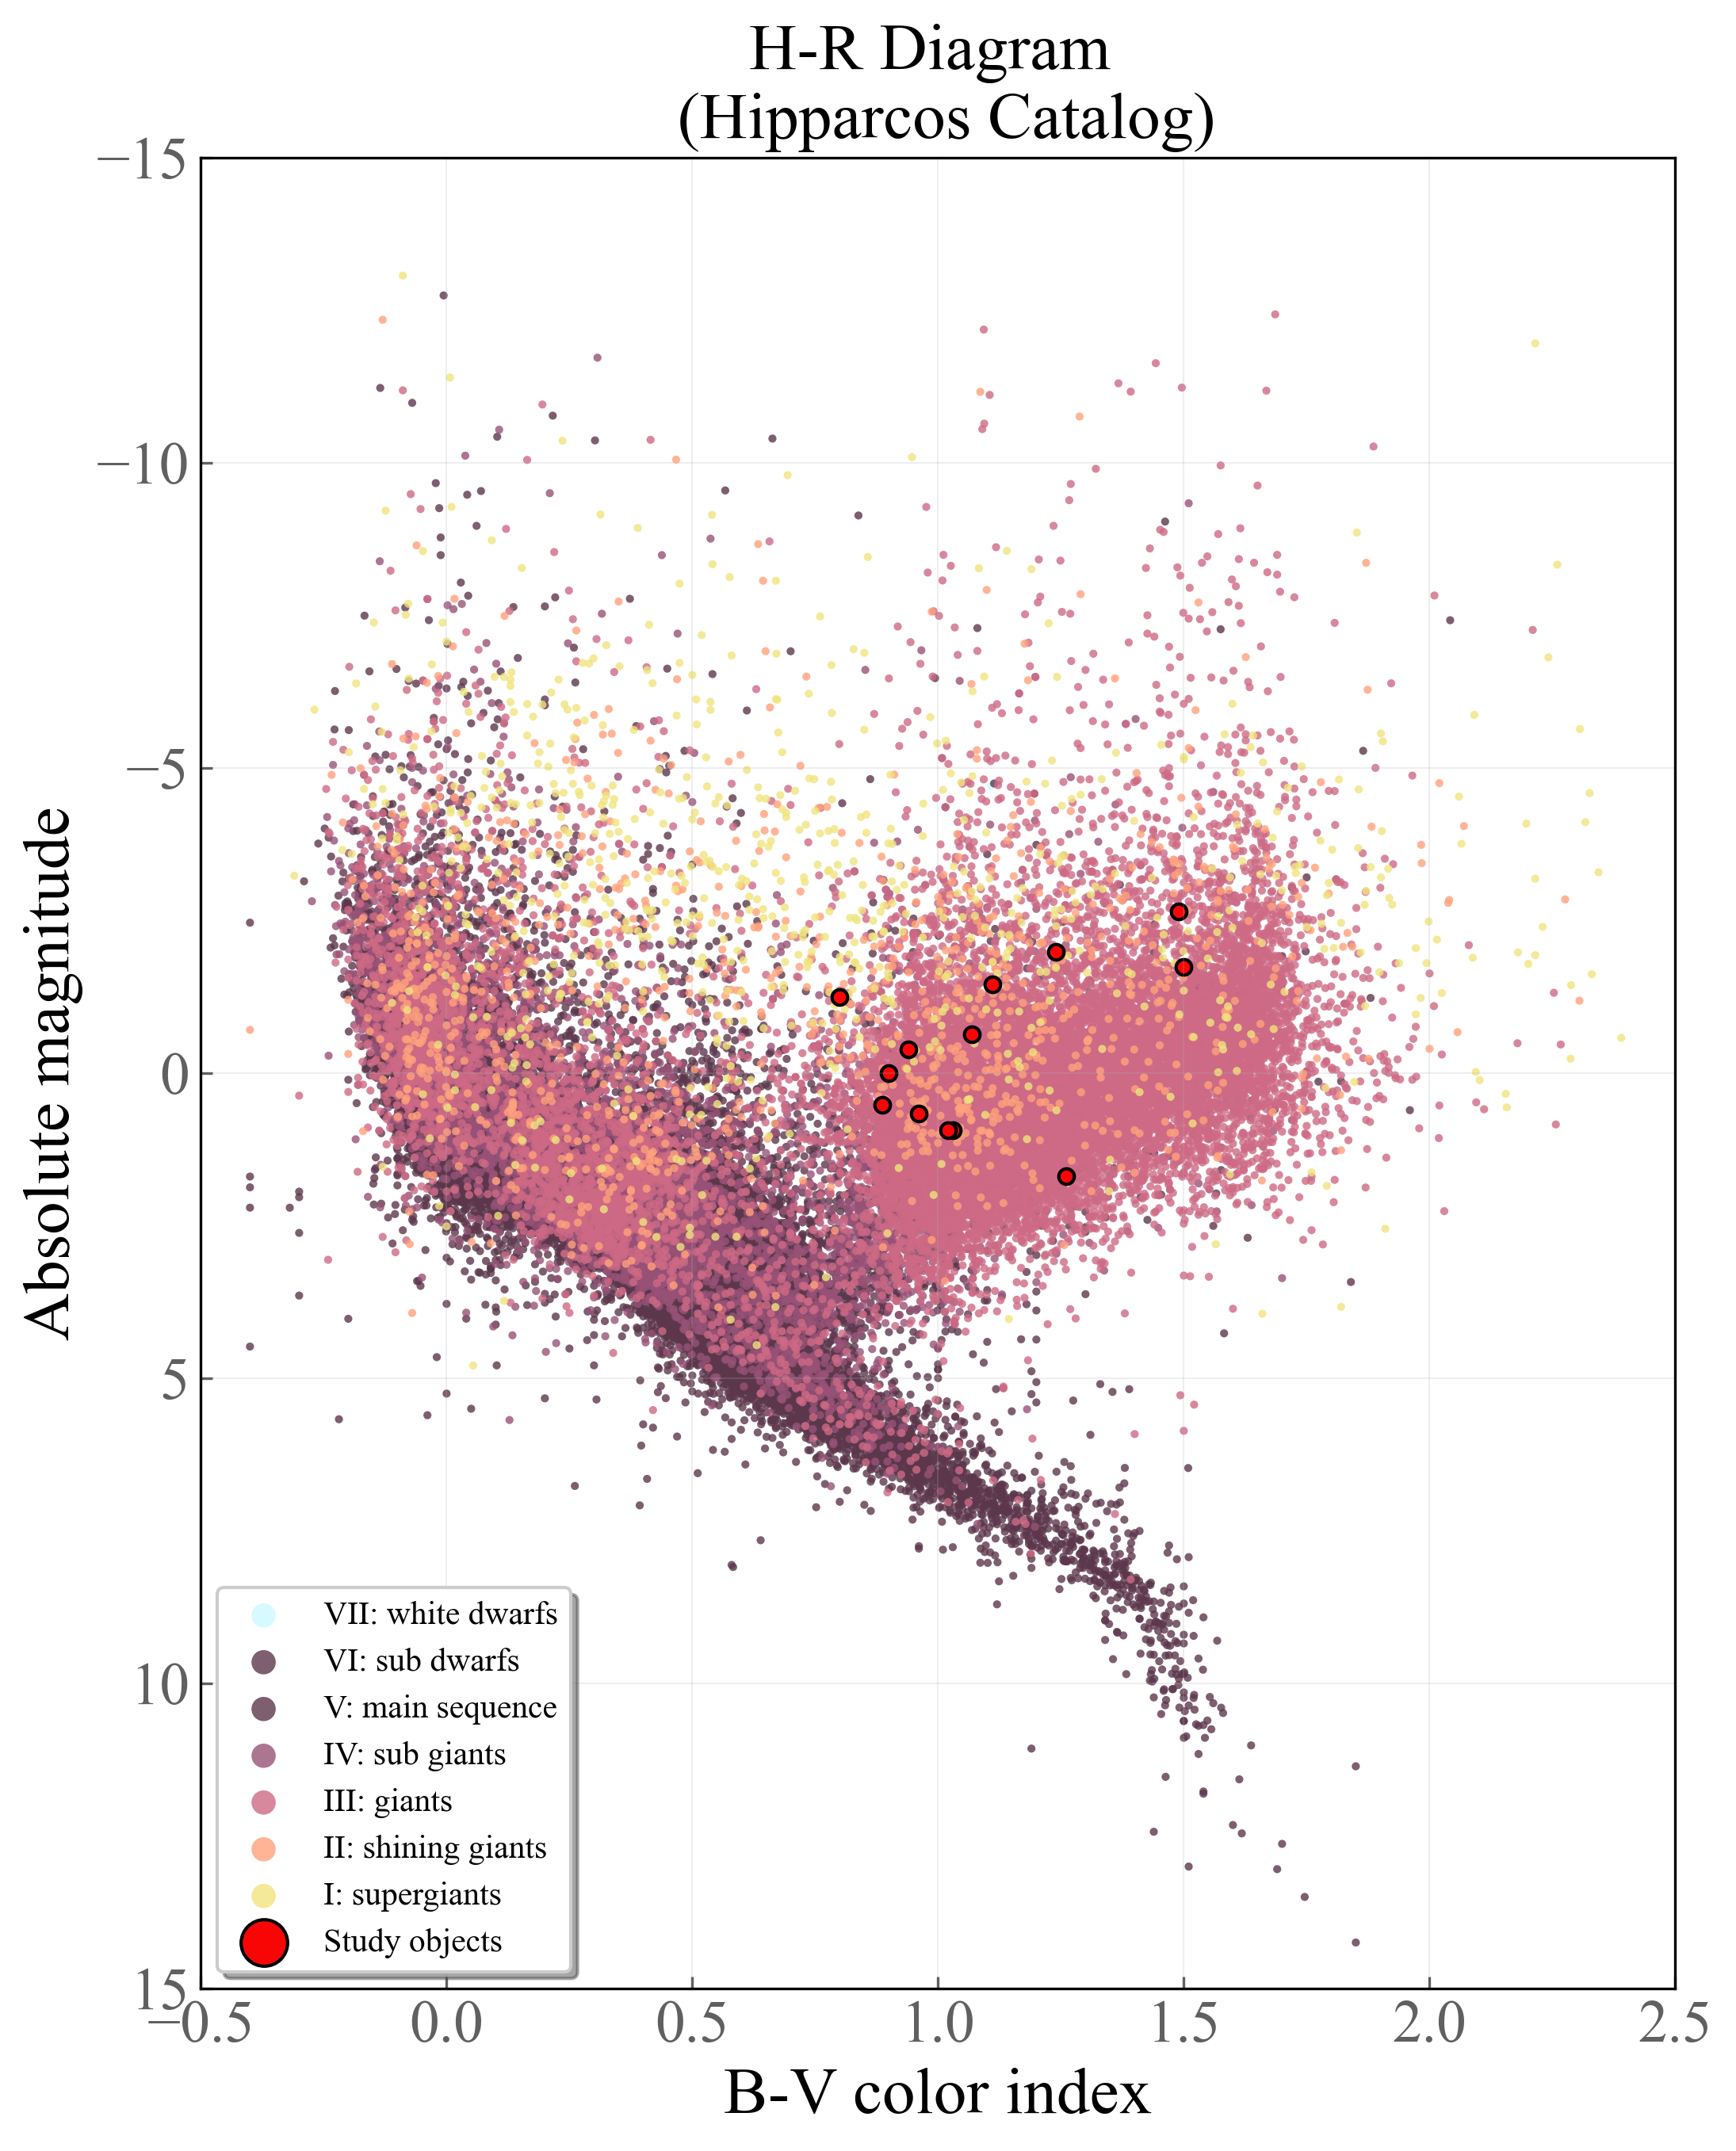 H-R Diagram
(Hipparcos Catalog)
−15
−10
−5
0
5
10
15
Absolute magnitude
VII: white dwarfs
VI: sub dwarfs
V: main sequence
IV: sub giants
III: giants
II: shining giants
I: supergiants
Study objects
−0.5 0.0 0.5 1.0 1.5 2.0 2.5
B-V color index